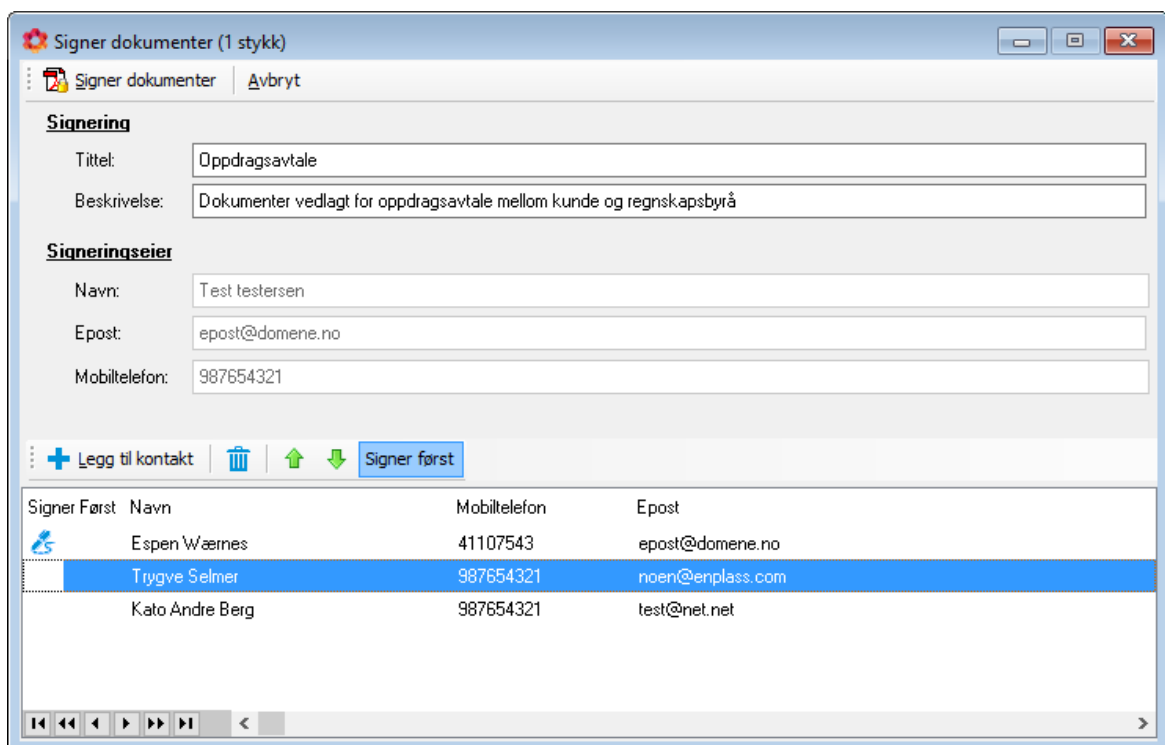 Signer dokumenter (1 stykk)
Signer dokumenter Avbryt
Signering
Tittel: Oppdragsavtale
Beskrivelse: Dokumenter vedlagt for oppdragsavtale mellom kunde og regnskapsbyrå
Signeringseier
Navn: Test testersen
Epost: epost@domene.no
Mobiltelefon: 987654321
Legg til kontakt Signer først
Signer Først Navn Mobiltelefon Epost
Espen Wærnes 41107543 epost@domene.no
Trygve Selmer 987654321 noen@enplass.com
Kato Andre Berg 987654321 test@net.net